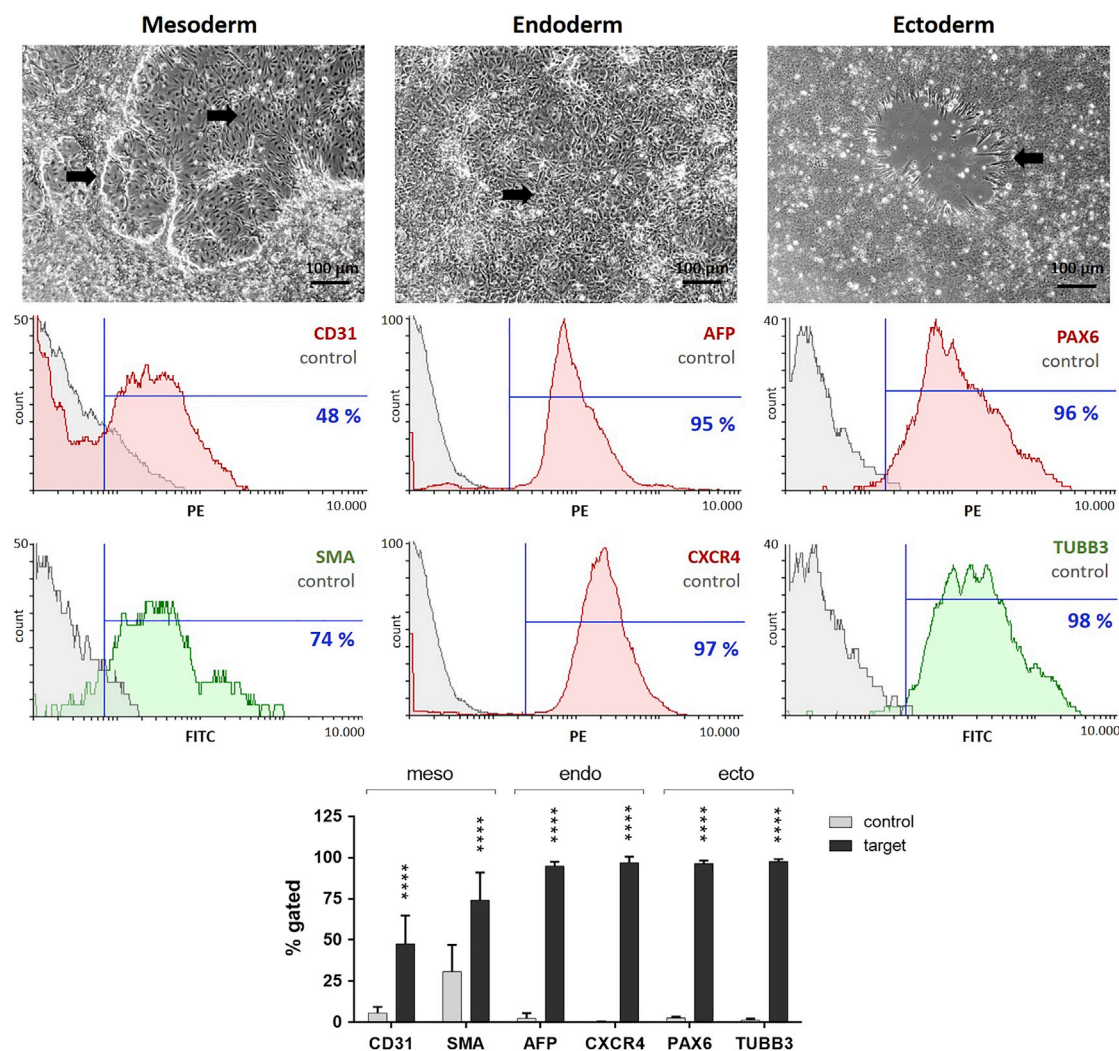 Mesoderm
Endoderm
Ectoderm
100 µm
100 µm
100 µm
50
CD31
control
48 %
count
PE
10.000
100
AFP
control
95 %
count
PE
10.000
40
PAX6
control
96 %
count
PE
10.000
50
SMA
control
74 %
count
FITC
10.000
100
CXCR4
control
97 %
count
PE
10.000
40
TUBB3
control
98 %
count
FITC
10.000
meso
endo
ecto
125
100
75
50
25
0
% gated
****
****
****
****
****
****
control
target
CD31
SMA
AFP
CXCR4
PAX6
TUBB3